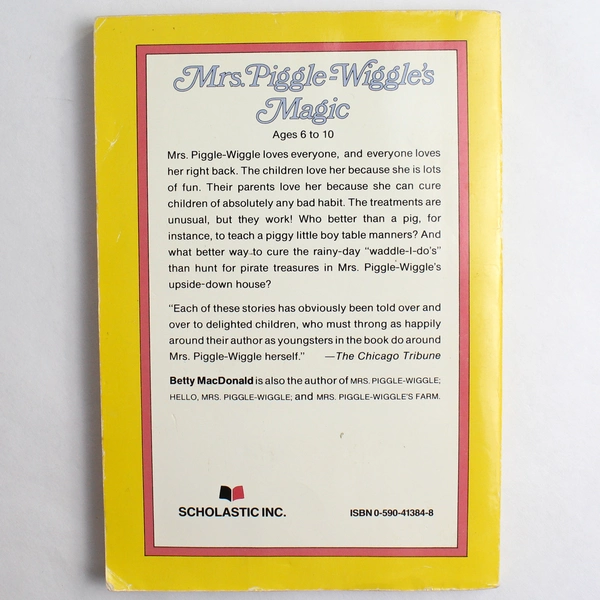 Mrs. Piggle-Wiggle's
Magic
Ages 6 to 10
Mrs. Piggle-Wiggle loves everyone, and everyone loves
her right back. The children love her because she is lots
of fun. Their parents love her because she can cure
children of absolutely any bad habit. The treatments are
unusual, but they work! Who better than a pig, for
instance, to teach a piggy little boy table manners? And
what better way to cure the rainy-day "waddle-I-do's"
than hunt for pirate treasures in Mrs. Piggle-Wiggle's
upside-down house?
"Each of these stories has obviously been told over and
over to delighted children, who must throng as happily
around their author as youngsters in the book do around
Mrs. Piggle-Wiggle herself." —The Chicago Tribune
Betty MacDonald is also the author of MRS. PIGGLE-WIGGLE;
HELLO, MRS. PIGGLE-WIGGLE; and MRS. PIGGLE-WIGGLE'S FARM.
SCHOLASTIC INC. ISBN 0-590-41384-8